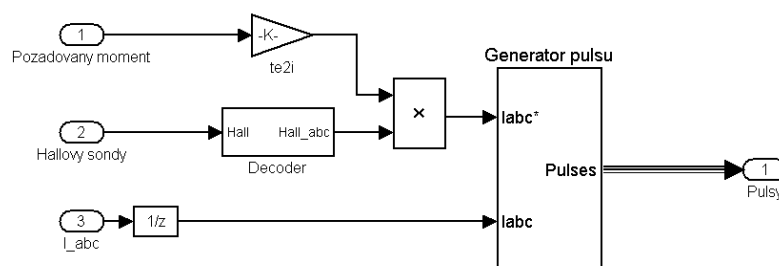 1
Pozadovany moment
-K-
te2i
Generator pulsu
2
Hallovy sondy
Hall
Hall_abc
Decoder
×
Iabc*
Pulses
1
Pulsy
3
I_abc
1/z
Iabc